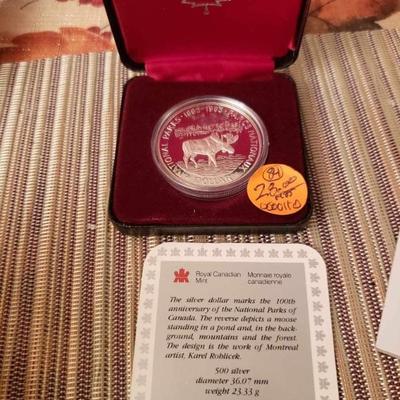 NATIONAL PARKS · 1885-1985 · PARCS NATIONAUX
DOLLAR
Royal Canadian
Mint
Monnaie royale
canadienne
The silver dollar marks the 100th
anniversary of the National Parks of
Canada. The reverse depicts a moose
standing in a pond and, in the back-
ground, mountains and the forest.
The design is the work of Montreal
artist, Karel Rohlicek.
500 silver
diameter 36.07 mm
weight 23.33 g